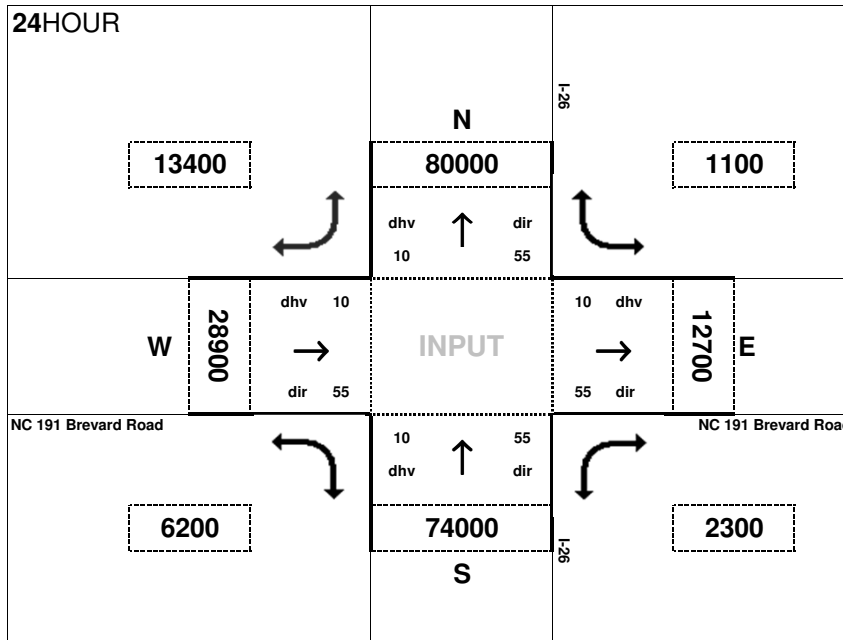 24HOUR
I-26
N
13400
80000
1100
dhv
dir
10
55
dhv 10
10 dhv
W
28900
INPUT
12700
E
dir 55
55 dir
NC 191 Brevard Road
NC 191 Brevard Road
10
55
dhv
dir
6200
74000
2300
I-26
S